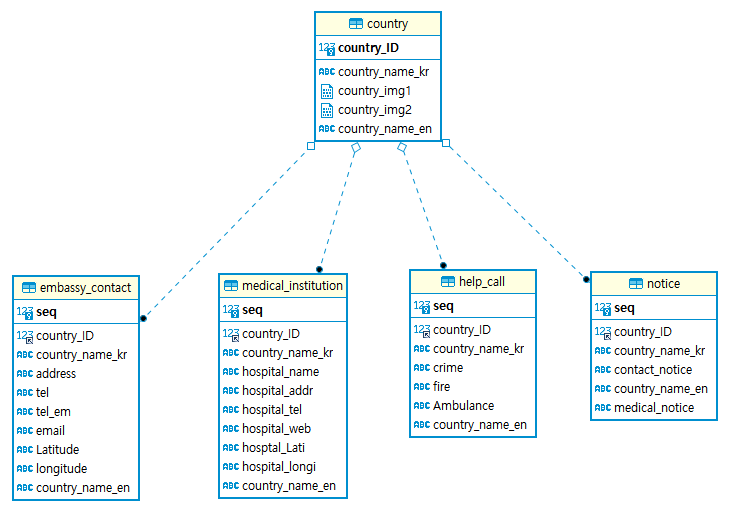 country
country_ID
country_name_kr
country_img1
country_img2
country_name_en
embassy_contact
seq
country_ID
country_name_kr
address
tel
tel_em
email
Latitude
longitude
country_name_en
medical_institution
seq
country_ID
country_name_kr
hospital_name
hospital_addr
hospital_tel
hospital_web
hosptal_Lati
hospital_longi
country_name_en
help_call
seq
country_ID
country_name_kr
crime
fire
Ambulance
country_name_en
notice
seq
country_ID
country_name_kr
contact_notice
country_name_en
medical_notice